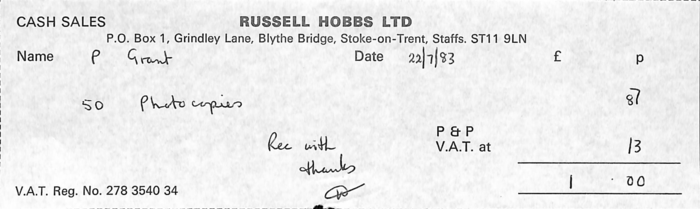 CASH SALES RUSSELL HOBBS LTD
P.O. Box 1, Grindley Lane, Blythe Bridge, Stoke-on-Trent, Staffs. ST11 9LN
Name P Grant Date 22/7/83 £ p
50 Photocopies 87
Rec with P & P
V.A.T. at 13
thanks
1 . 00
V.A.T. Reg. No. 278 3540 34